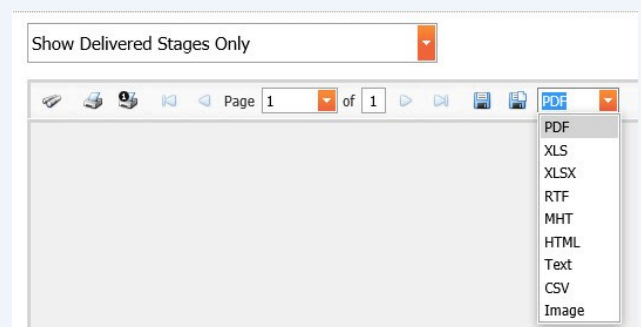 Show Delivered Stages Only
Page 1 of 1 PDF
PDF
XLS
XLSX
RTF
MHT
HTML
Text
CSV
Image